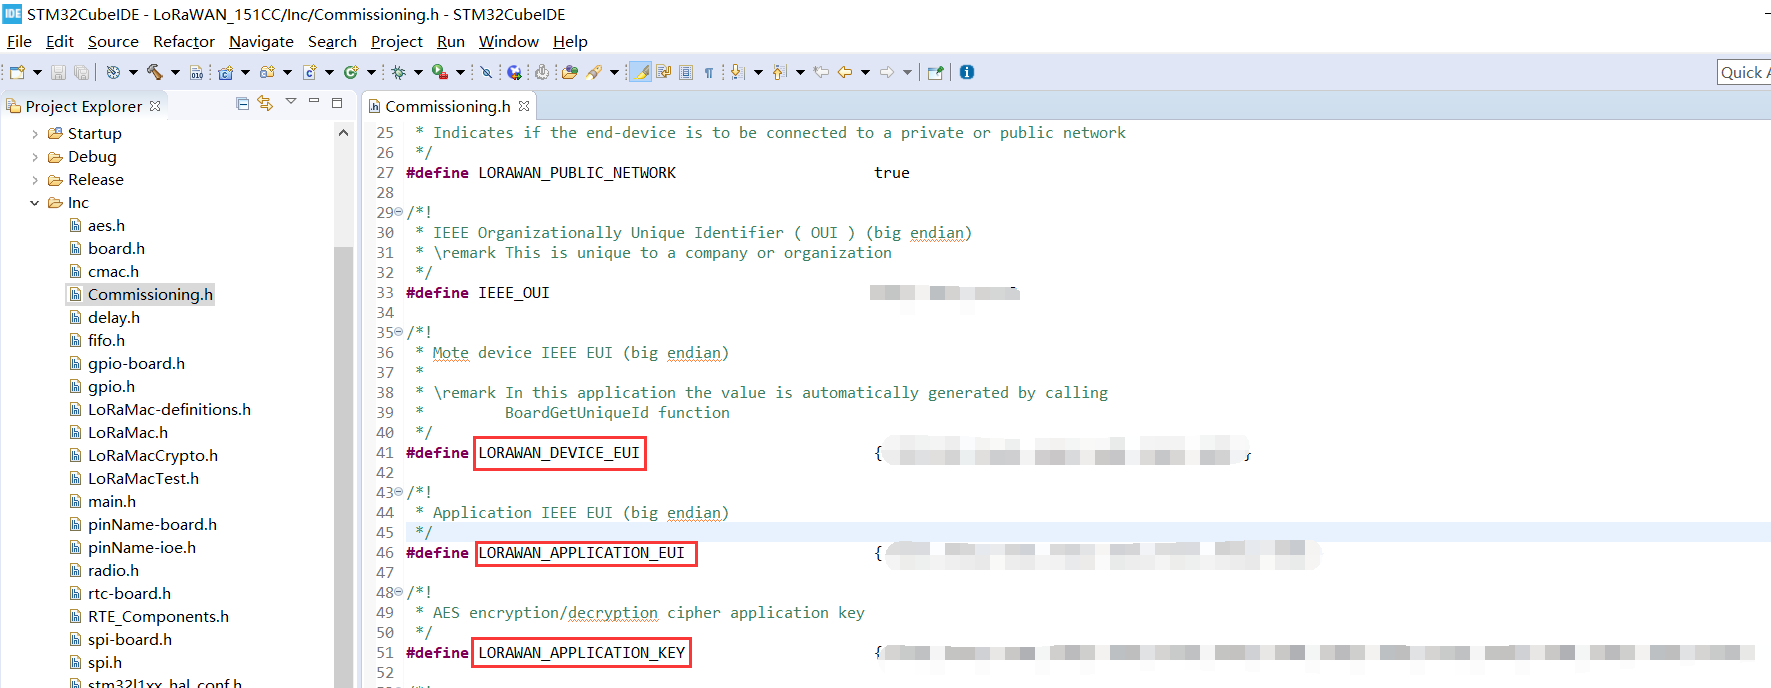 IDE STM32CubeIDE - LoRaWAN_151CC/Inc/Commissioning.h - STM32CubeIDE
File Edit Source Refactor Navigate Search Project Run Window Help
Quick A
Project Explorer
Commissioning.h
Startup
Debug
Release
Inc
aes.h
board.h
cmac.h
Commissioning.h
delay.h
fifo.h
gpio-board.h
gpio.h
LoRaMac-definitions.h
LoRaMac.h
LoRaMacCrypto.h
LoRaMacTest.h
main.h
pinName-board.h
pinName-ioe.h
radio.h
rtc-board.h
RTE_Components.h
spi-board.h
spi.h
stm32l1xx_hal_conf.h
25 * Indicates if the end-device is to be connected to a private or public network
26 */
27 #define LORAWAN_PUBLIC_NETWORK true
28
29 /*!
30 * IEEE Organizationally Unique Identifier ( OUI ) (big endian)
31 * \remark This is unique to a company or organization
32 */
33 #define IEEE_OUI
34
35 /*!
36 * Mote device IEEE EUI (big endian)
37 *
38 * \remark In this application the value is automatically generated by calling
39 * BoardGetUniqueId function
40 */
41 #define LORAWAN_DEVICE_EUI { }
42
43 /*!
44 * Application IEEE EUI (big endian)
45 */
46 #define LORAWAN_APPLICATION_EUI {
47
48 /*!
49 * AES encryption/decryption cipher application key
50 */
51 #define LORAWAN_APPLICATION_KEY {
52